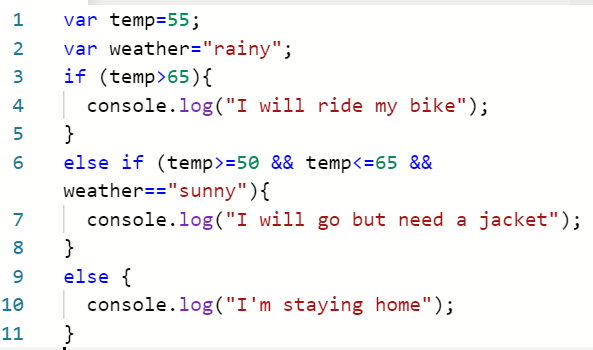 1 var temp=55;
2 var weather="rainy";
3 if (temp>65){
4 console.log("I will ride my bike");
5 }
6 else if (temp>=50 && temp<=65 &&
weather=="sunny"){
7 console.log("I will go but need a jacket");
8 }
9 else {
10 console.log("I'm staying home");
11 }